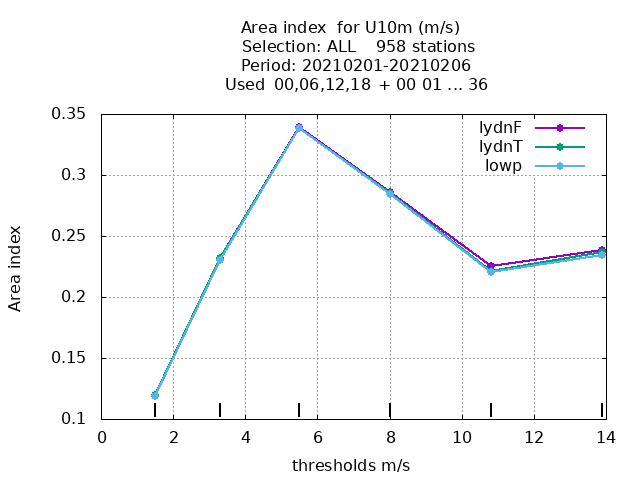 Area index  for U10m (m/s)
Selection: ALL    958 stations
Period: 20210201-20210206
Used  00,06,12,18  + 00 01 ... 36
lydnF
lydnT
lowp
0.35
0.3
0.25
0.2
0.15
0.1
Area index
0 2 4 6 8 10 12 14
thresholds m/s